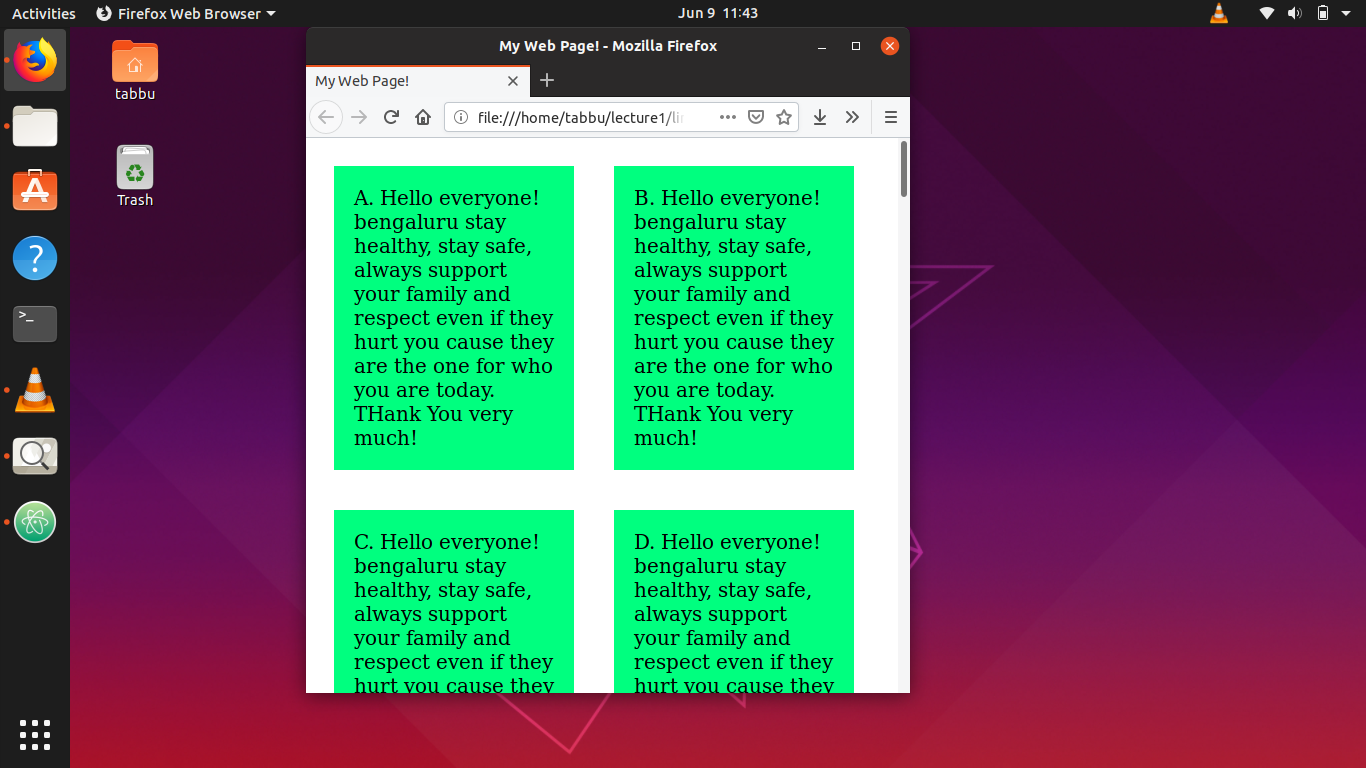 Activities
Firefox Web Browser
Jun 9 11:43
tabbu
Trash
My Web Page! - Mozilla Firefox
My Web Page!
file:///home/tabbu/lecture1/
A. Hello everyone!
bengaluru stay
healthy, stay safe,
always support
your family and
respect even if they
hurt you cause they
are the one for who
you are today.
THank You very
much!
B. Hello everyone!
bengaluru stay
healthy, stay safe,
always support
your family and
respect even if they
hurt you cause they
are the one for who
you are today.
THank You very
much!
C. Hello everyone!
bengaluru stay
healthy, stay safe,
always support
your family and
respect even if they
hurt you cause they
D. Hello everyone!
bengaluru stay
healthy, stay safe,
always support
your family and
respect even if they
hurt you cause they